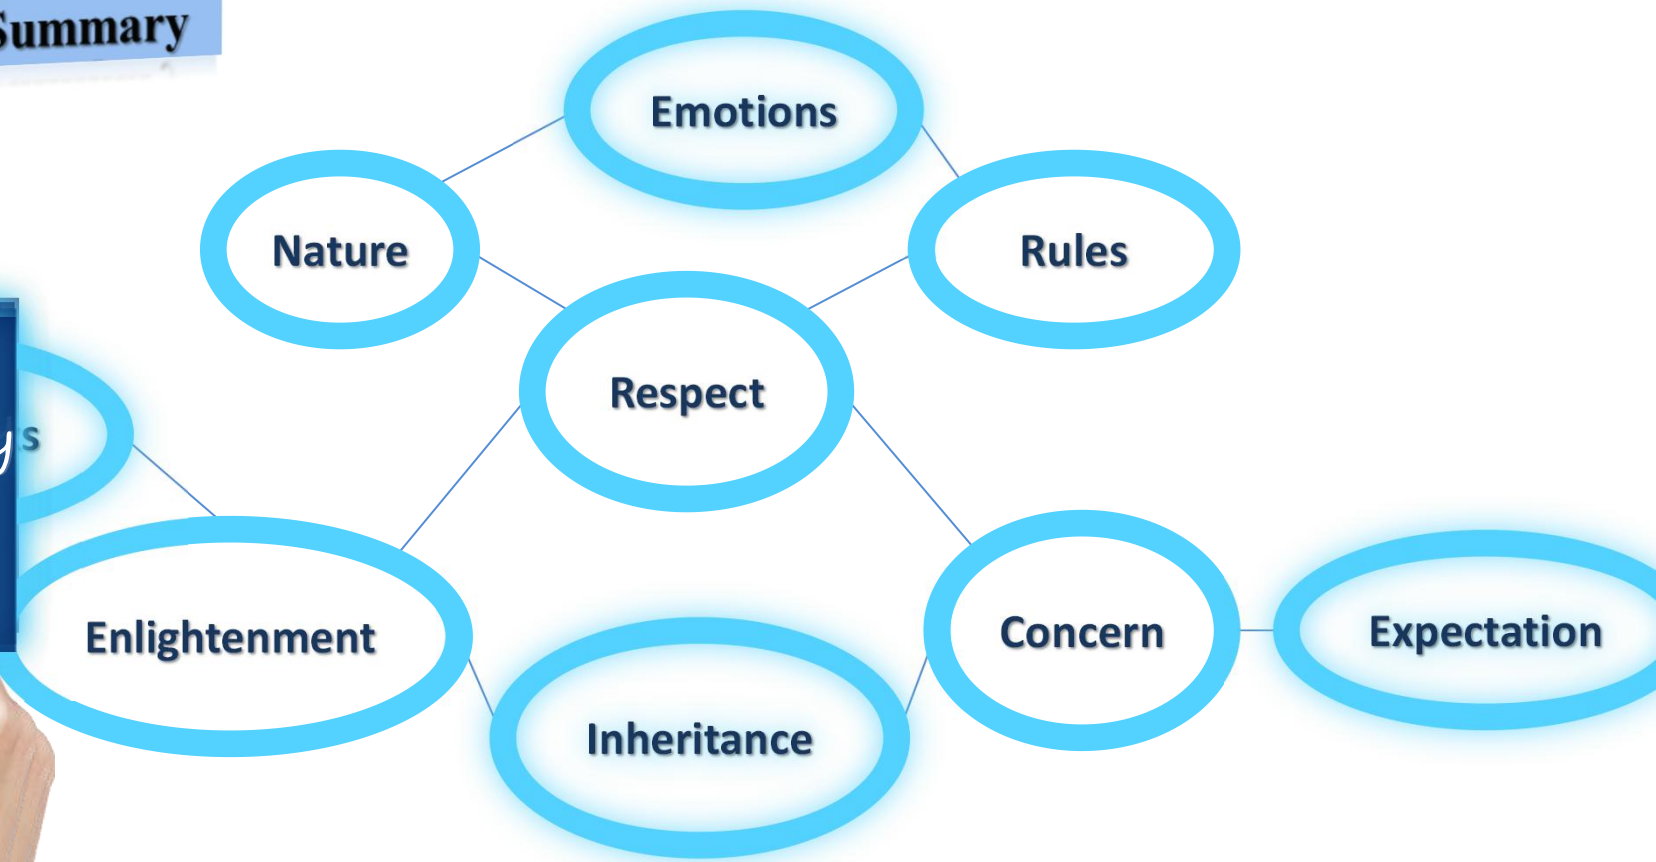 Summary
Emotions
Nature
Rules
Respect
Enlightenment
Concern
Expectation
Inheritance